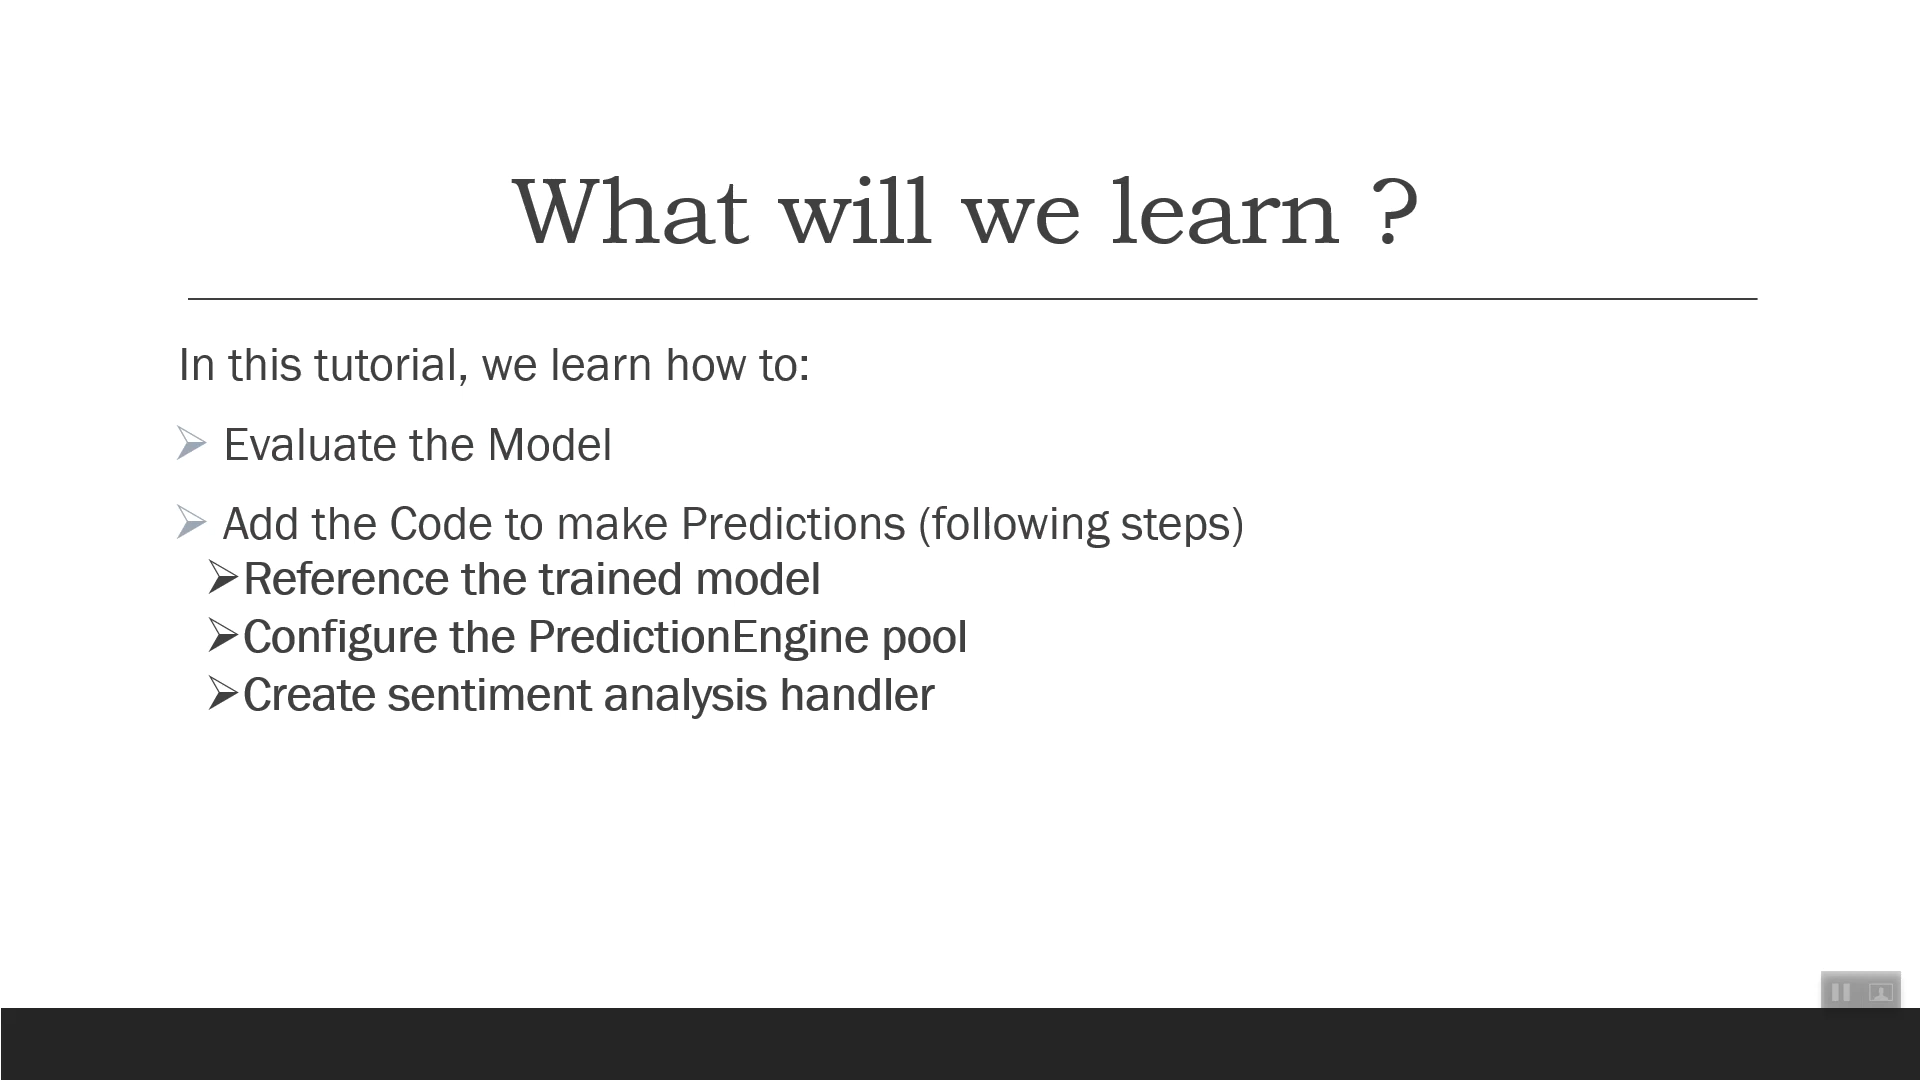 What will we learn ?
In this tutorial, we learn how to:
Evaluate the Model
Add the Code to make Predictions (following steps)
Reference the trained model
Configure the PredictionEngine pool
Create sentiment analysis handler